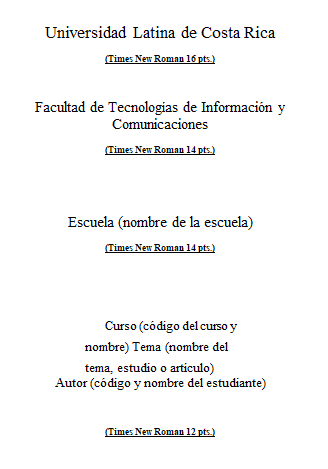 Universidad Latina de Costa Rica
(Times New Roman 16 pts.)
Facultad de Tecnologías de Información y
Comunicaciones
(Times New Roman 14 pts.)
Escuela (nombre de la escuela)
(Times New Roman 14 pts.)
Curso (código del curso y
nombre) Tema (nombre del
tema, estudio o artículo)
Autor (código y nombre del estudiante)
(Times New Roman 12 pts.)